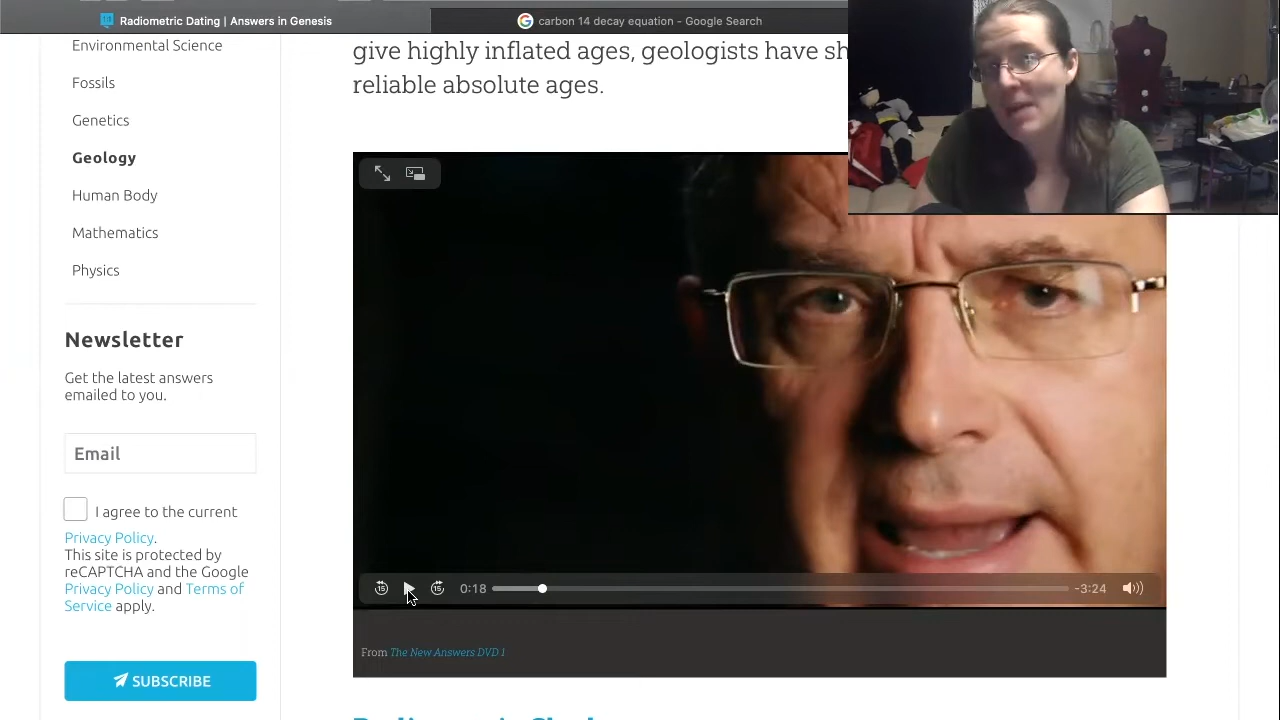 Radiometric Dating | Answers in Genesis
carbon 14 decay equation - Google Search
Environmental Science
Fossils
Genetics
Geology
Human Body
Mathematics
Physics
Newsletter
Get the latest answers
emailed to you.
Email
I agree to the current
Privacy Policy.
This site is protected by
reCAPTCHA and the Google
Privacy Policy and Terms of
Service apply.
SUBSCRIBE
give highly inflated ages, geologists have sh
reliable absolute ages.
15
15
0:18
-3:24
From The New Answers DVD 1